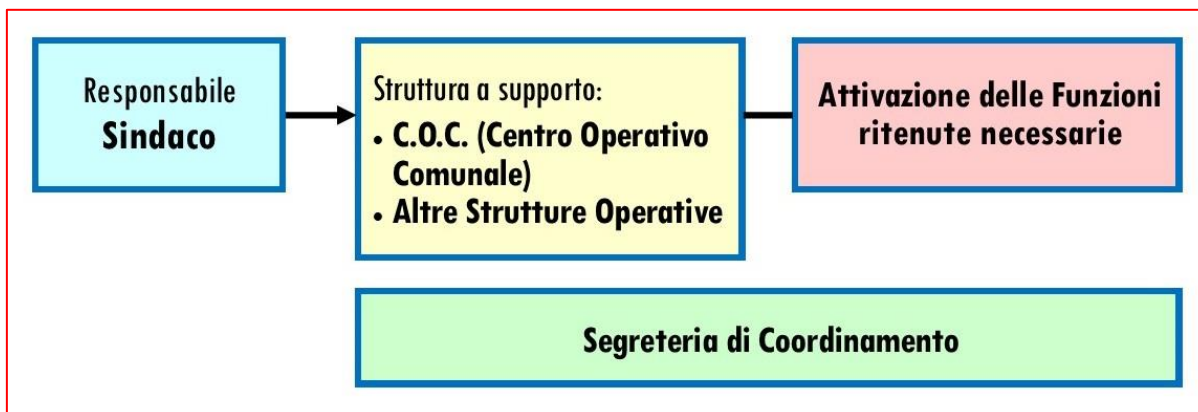 Responsabile
Sindaco
Struttura a supporto:
• C.O.C. (Centro Operativo
Comunale)
• Altre Strutture Operative
Attivazione delle Funzioni
ritenute necessarie
Segreteria di Coordinamento